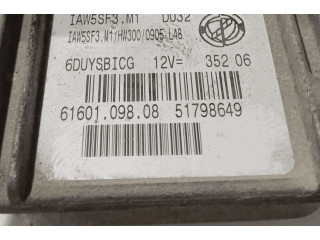 IAW5SF3.M1 D032
IAW5SF3.M1/HW300/0905 L48
6DUYSBICG 12V= 352 06
61601.098.08 51798649